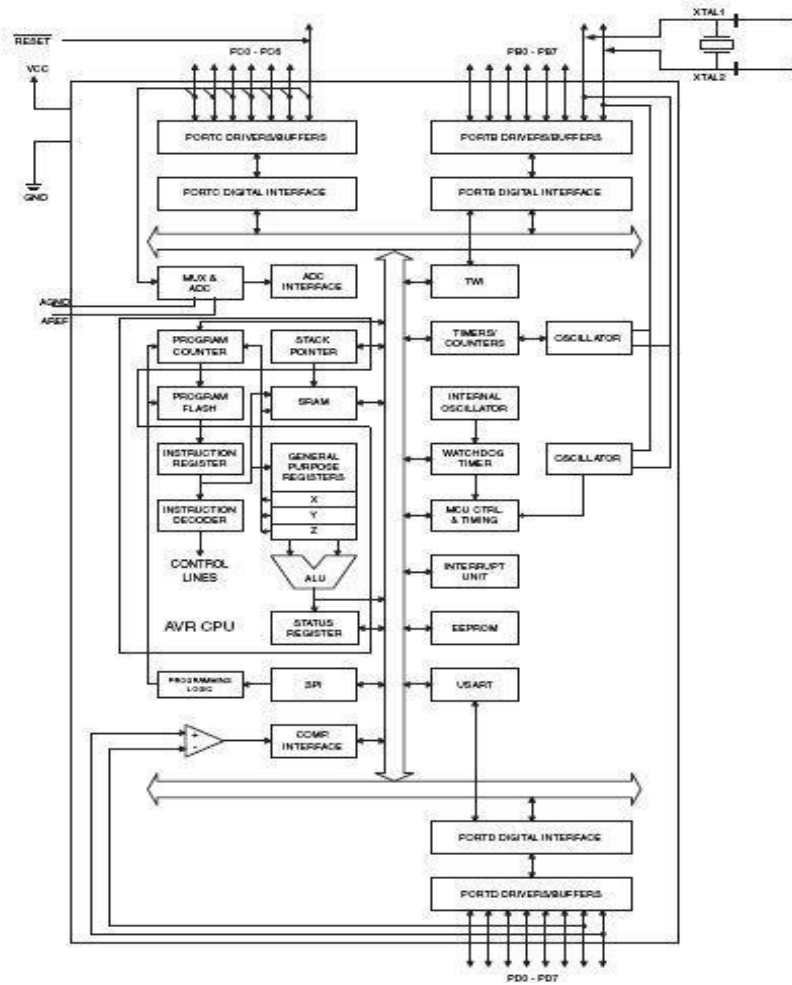 XTAL1
RESET
PC0 - PC6
PB0 - PB7
VCC
XTAL2
PORTC DRIVERS/BUFFERS
PORTB DRIVERS/BUFFERS
PORTC DIGITAL INTERFACE
PORTB DIGITAL INTERFACE
GND
MUX &
ADC
ADC
INTERFACE
TWI
AGND
AREF
PROGRAM
COUNTER
STACK
POINTER
TIMERS/
COUNTERS
OSCILLATOR
PROGRAM
FLASH
SRAM
INTERNAL
OSCILLATOR
INSTRUCTION
REGISTER
GENERAL
PURPOSE
REGISTERS
WATCHDOG
TIMER
OSCILLATOR
X
INSTRUCTION
DECODER
Y
MCU CTRL.
& TIMING
Z
CONTROL
LINES
ALU
INTERRUPT
UNIT
AVR CPU
STATUS
REGISTER
EEPROM
PROGRAMMING
LOGIC
SPI
USART
+
-
COMP.
INTERFACE
PORTD DIGITAL INTERFACE
PORTD DRIVERS/BUFFERS
PD0 - PD7